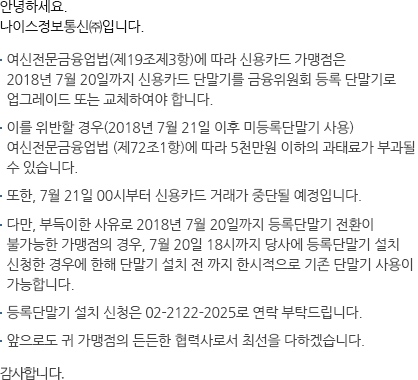 안녕하세요.
나이스정보통신㈜입니다.
· 여신전문금융업법(제19조제3항)에 따라 신용카드 가맹점은
2018년 7월 20일까지 신용카드 단말기를 금융위원회 등록 단말기로
업그레이드 또는 교체하여야 합니다.
· 이를 위반할 경우(2018년 7월 21일 이후 미등록단말기 사용)
여신전문금융업법 (제72조1항)에 따라 5천만원 이하의 과태료가 부과될
수 있습니다.
· 또한, 7월 21일 00시부터 신용카드 거래가 중단될 예정입니다.
· 다만, 부득이한 사유로 2018년 7월 20일까지 등록단말기 전환이
불가능한 가맹점의 경우, 7월 20일 18시까지 당사에 등록단말기 설치
신청한 경우에 한해 단말기 설치 전 까지 한시적으로 기존 단말기 사용이
가능합니다.
· 등록단말기 설치 신청은 02-2122-2025로 연락 부탁드립니다.
· 앞으로도 귀 가맹점의 든든한 협력사로서 최선을 다하겠습니다.
감사합니다.